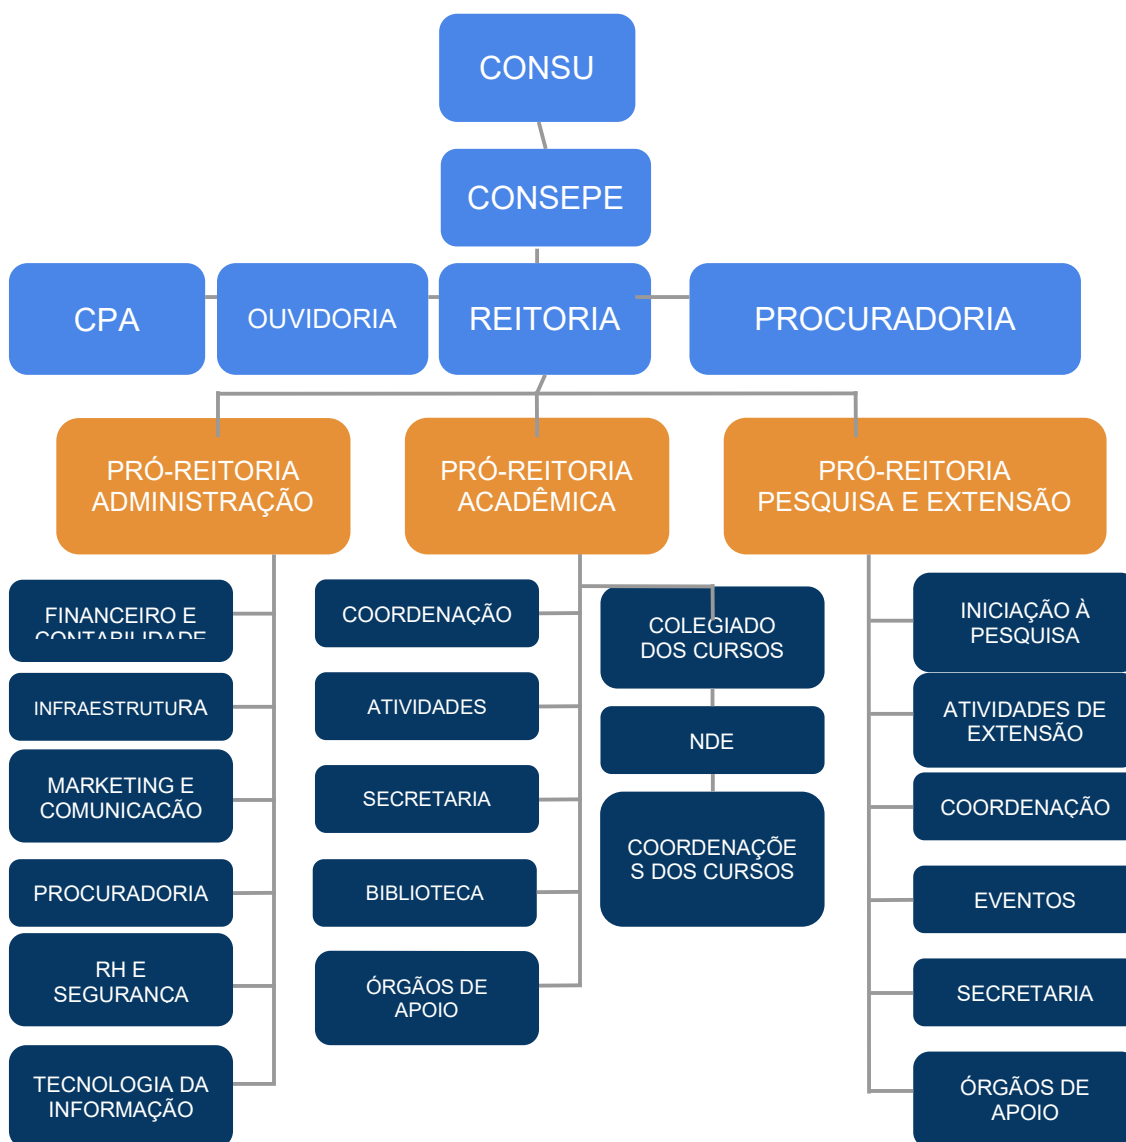 CONSU
CONSEPE
CPA
OUVIDORIA
REITORIA
PROCURADORIA
PRÓ-REITORIA
ADMINISTRAÇÃO
PRÓ-REITORIA
ACADÊMICA
PRÓ-REITORIA
PESQUISA E EXTENSÃO
FINANCEIRO E
CONTABILIDADE
INFRAESTRUTURA
MARKETING E
COMUNICAÇÃO
PROCURADORIA
RH E
SEGURANCA
TECNOLOGIA DA
INFORMAÇÃO
COORDENAÇÃO
ATIVIDADES
SECRETARIA
BIBLIOTECA
ÓRGÃOS DE
APOIO
COLEGIADO
DOS CURSOS
NDE
COORDENAÇÕE
S DOS CURSOS
INICIAÇÃO À
PESQUISA
ATIVIDADES DE
EXTENSÃO
COORDENAÇÃO
EVENTOS
SECRETARIA
ÓRGÃOS DE
APOIO